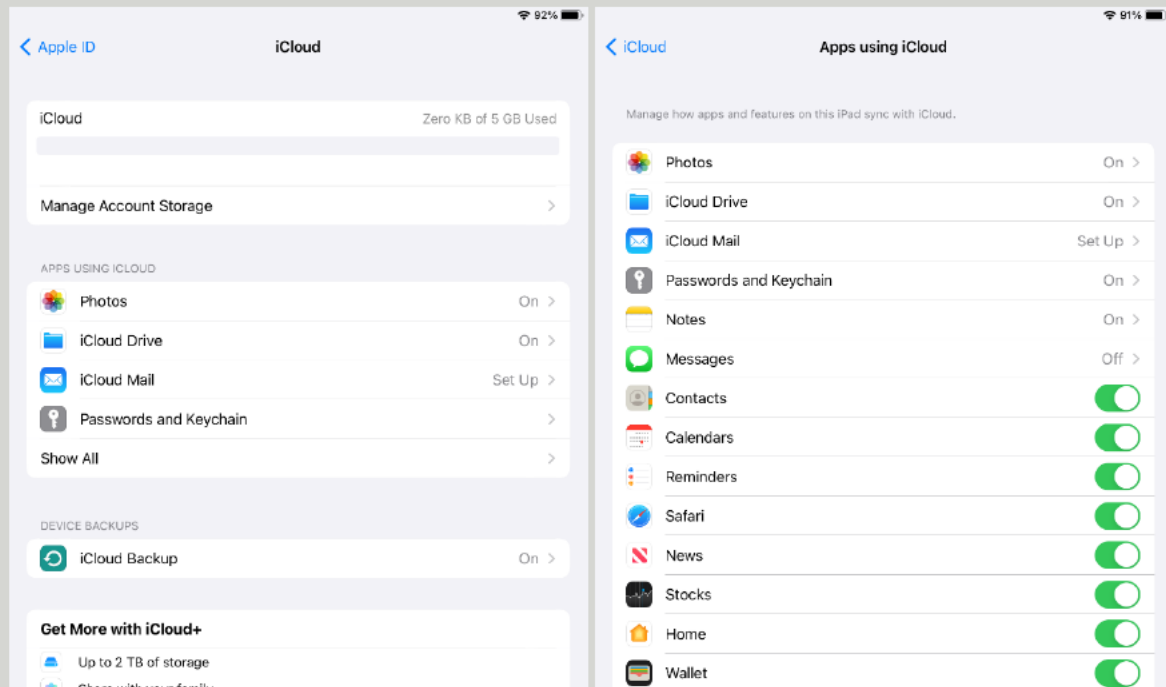 92%
Apple ID
iCloud
iCloud
Zero KB of 5 GB Used
Manage Account Storage
APPS USING ICLOUD
Photos
On
iCloud Drive
On
iCloud Mail
Set Up
Passwords and Keychain
Show All
DEVICE BACKUPS
iCloud Backup
On
Get More with iCloud+
Up to 2 TB of storage
Share with your family
91%
iCloud
Apps using iCloud
Manage how apps and features on this iPad sync with iCloud.
Photos
On
iCloud Drive
On
iCloud Mail
Set Up
Passwords and Keychain
On
Notes
On
Messages
Off
Contacts
Calendars
Reminders
Safari
News
Stocks
Home
Wallet